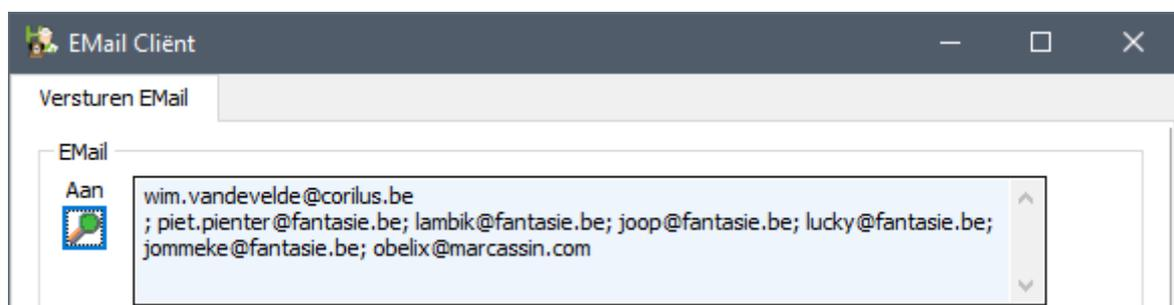 EMail Cliënt
Versturen EMail
EMail
Aan
wim.vandevelde@corilus.be
; piet.pienter@fantasie.be; lambik@fantasie.be; joop@fantasie.be; lucky@fantasie.be;
jommeke@fantasie.be; obelix@marcassin.com